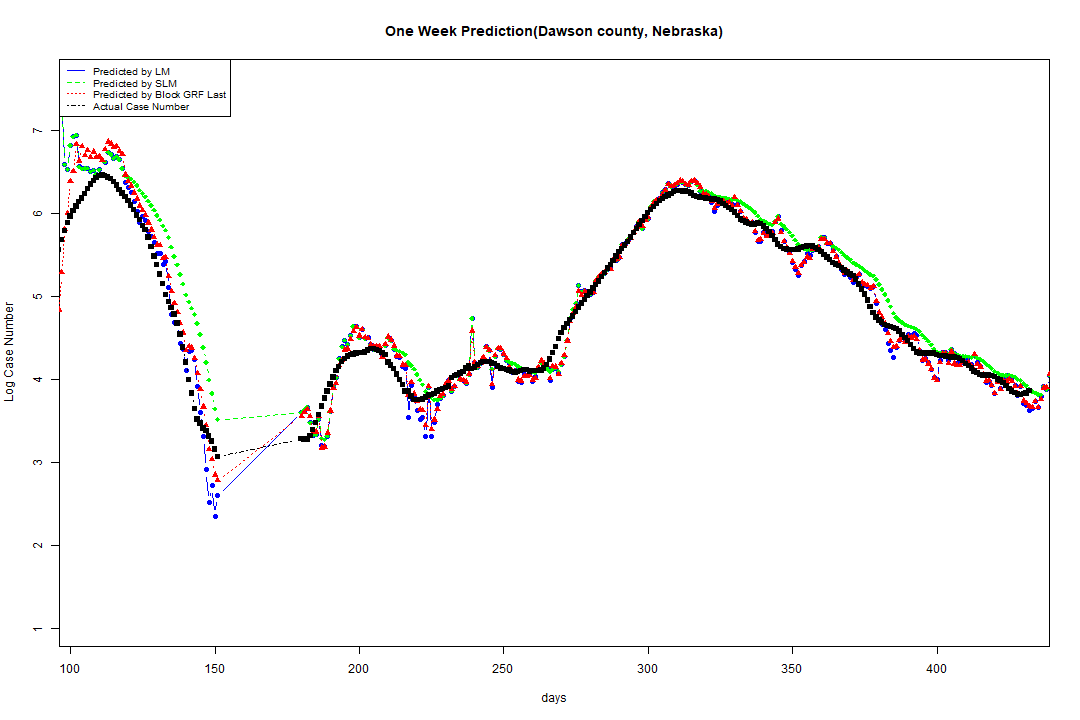 One Week Prediction(Dawson county, Nebraska)
Predicted by LM
Predicted by SLM
Predicted by Block GRF Last
Actual Case Number
7
6
5
4
3
2
1
Log Case Number
100 150 200 250 300 350 400
days